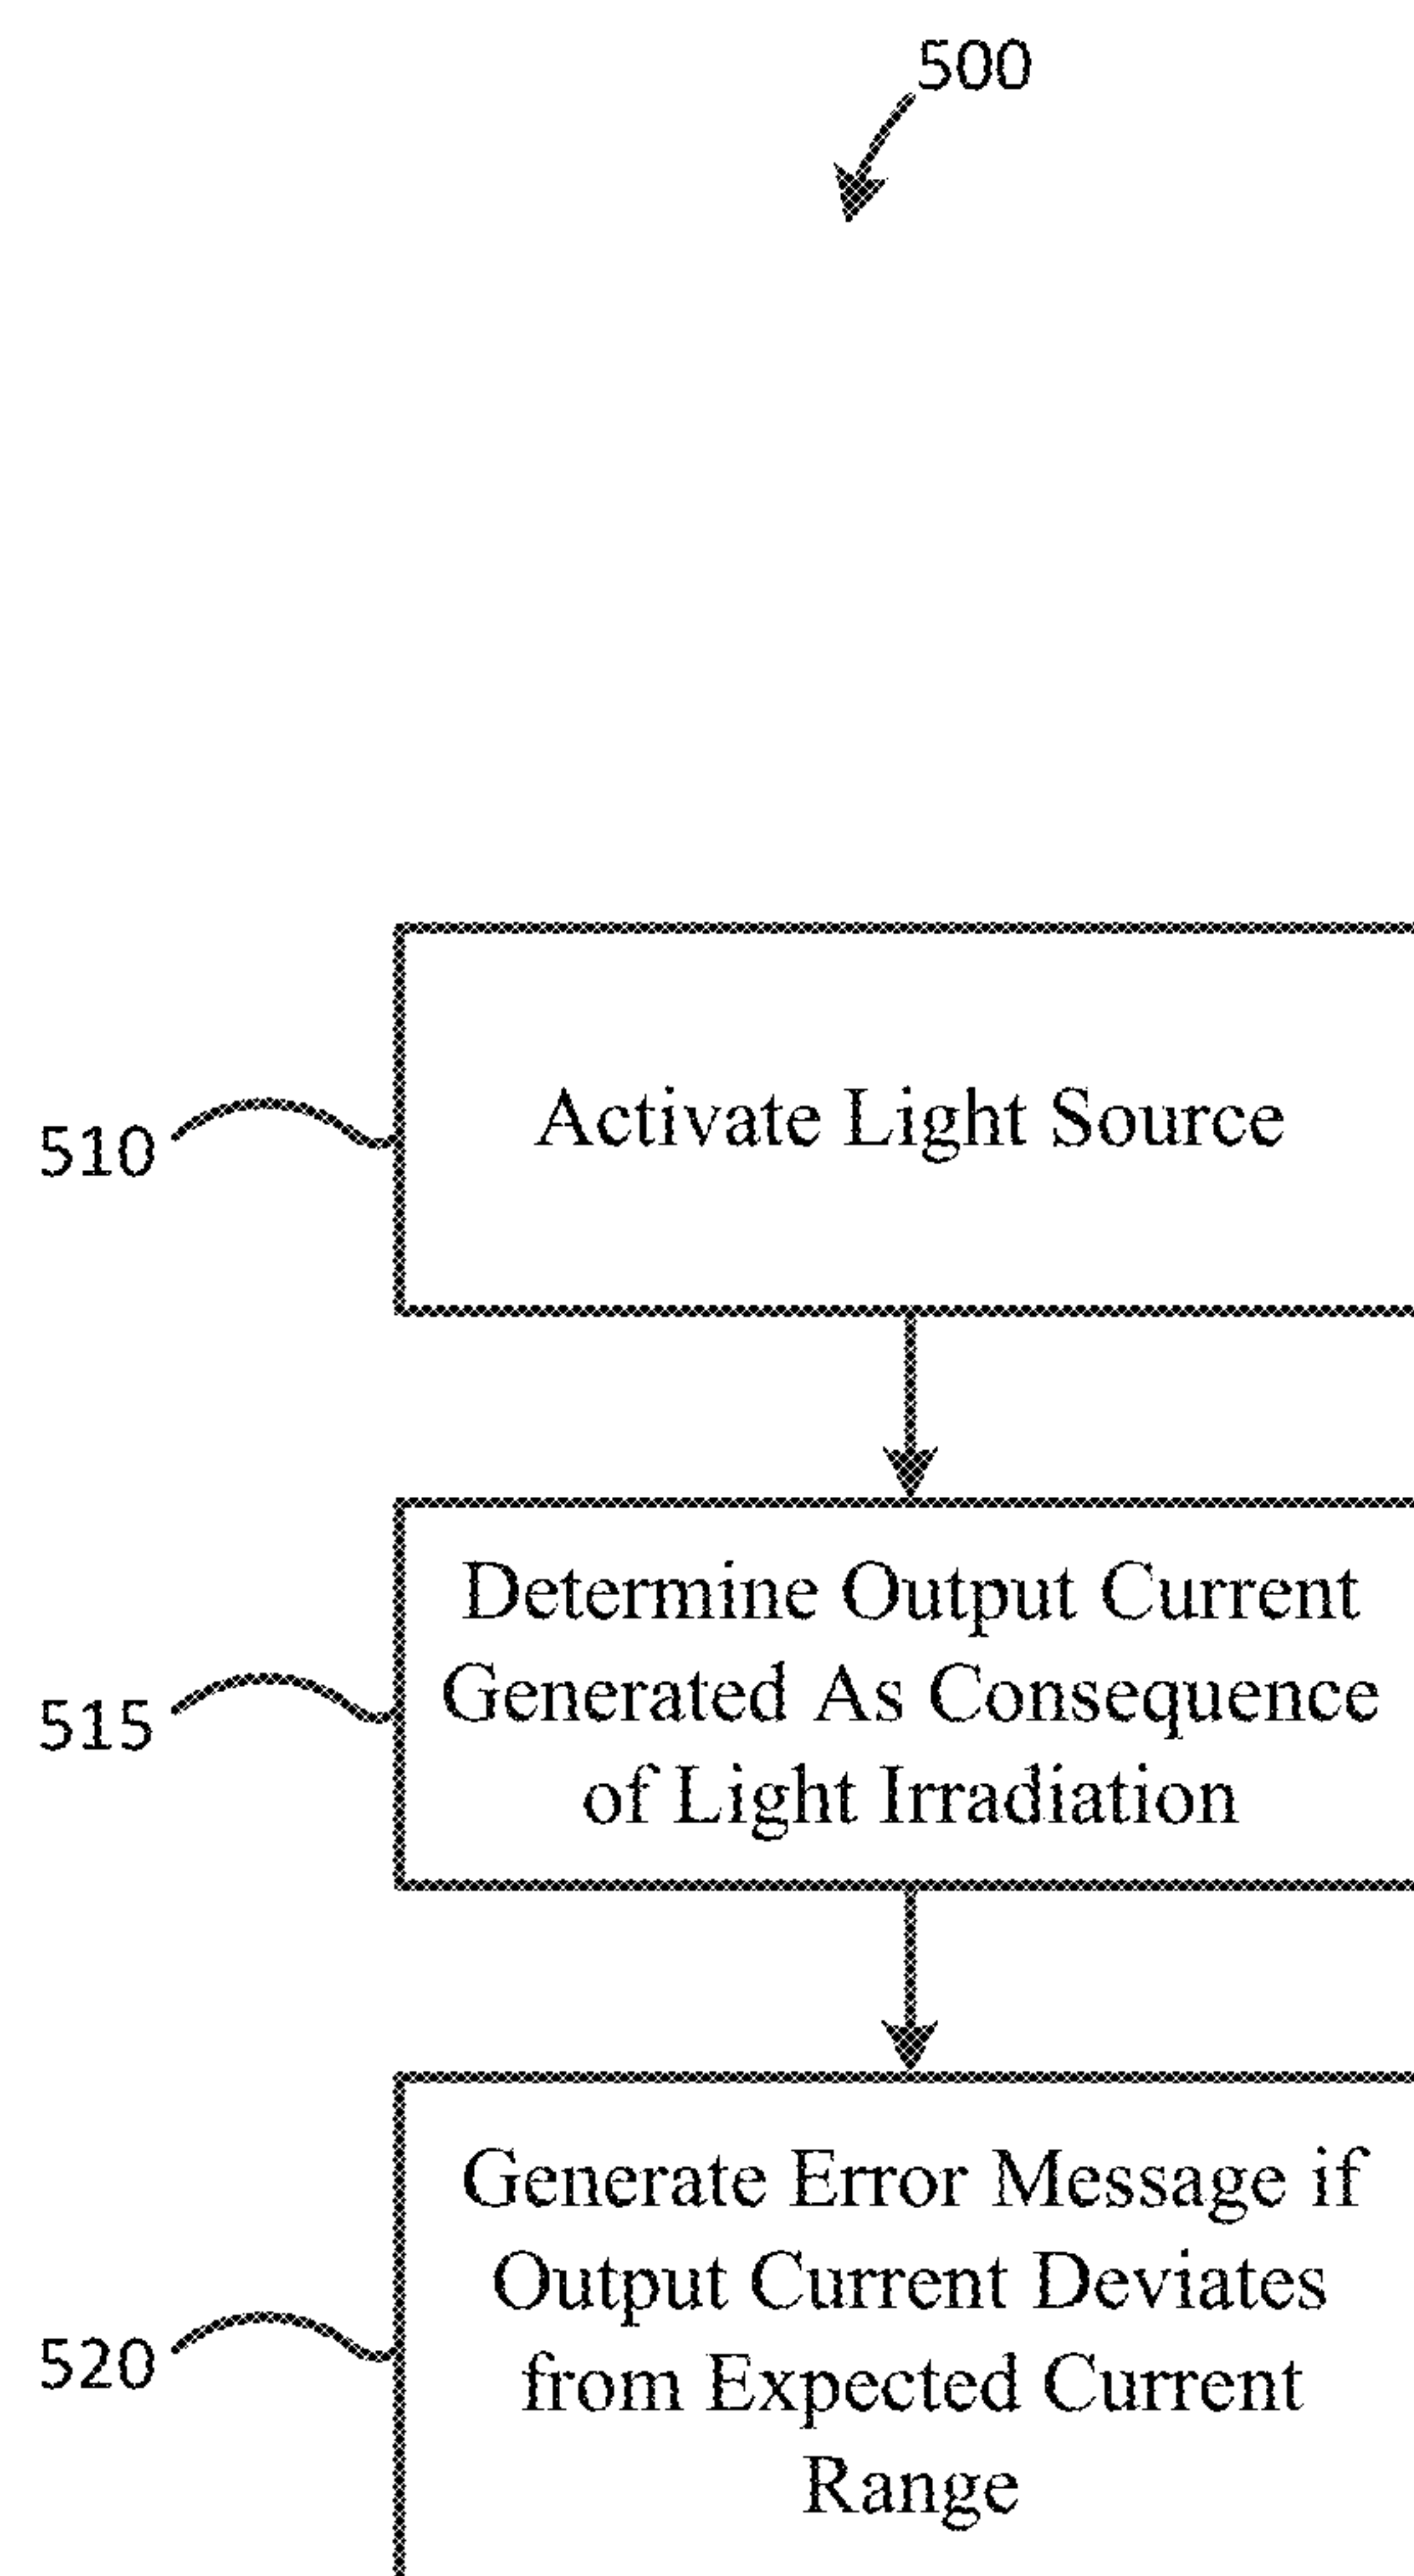 500
510
Activate Light Source
515
Determine Output Current
Generated As Consequence
of Light Irradiation
520
Generate Error Message if
Output Current Deviates
from Expected Current
Range